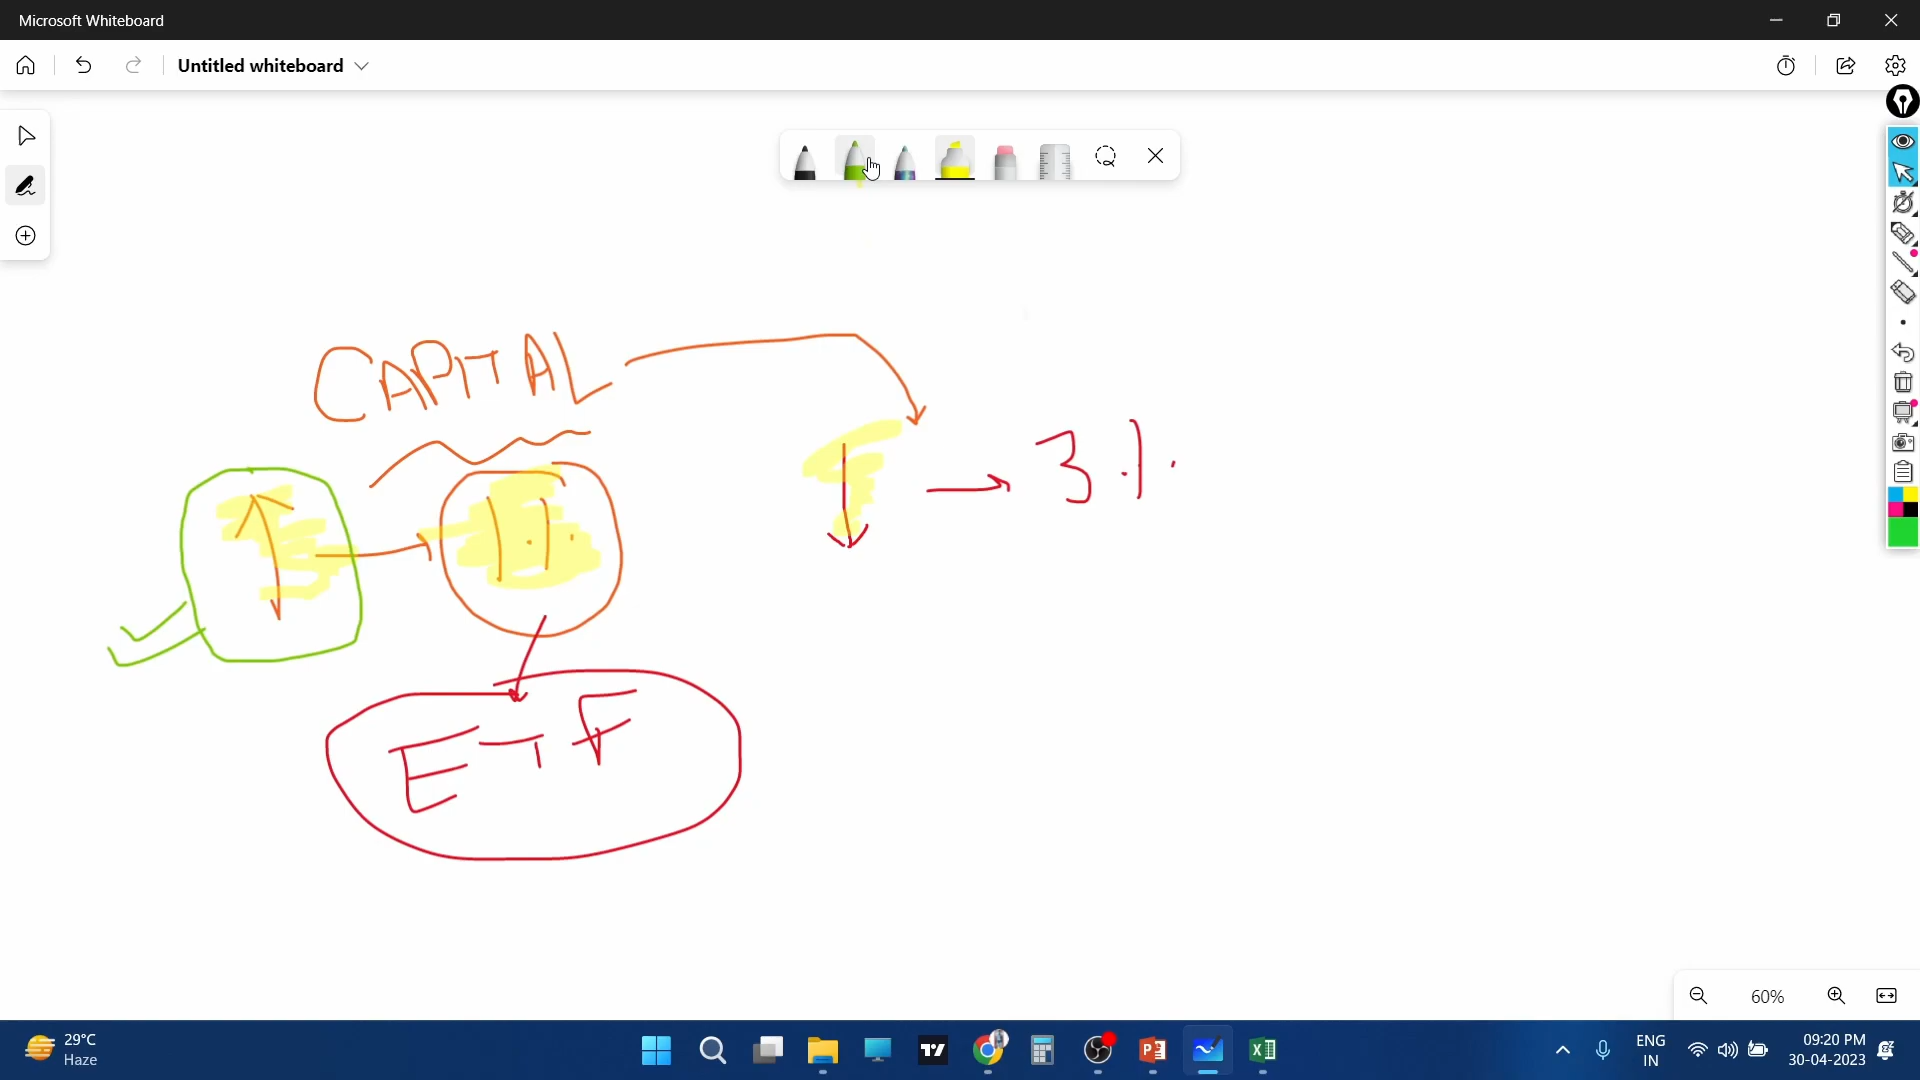 Microsoft Whiteboard
Untitled whiteboard
CAPITAL
1%
3%
ETF
60%
29°C
Haze
ENG
IN
09:20 PM
30-04-2023